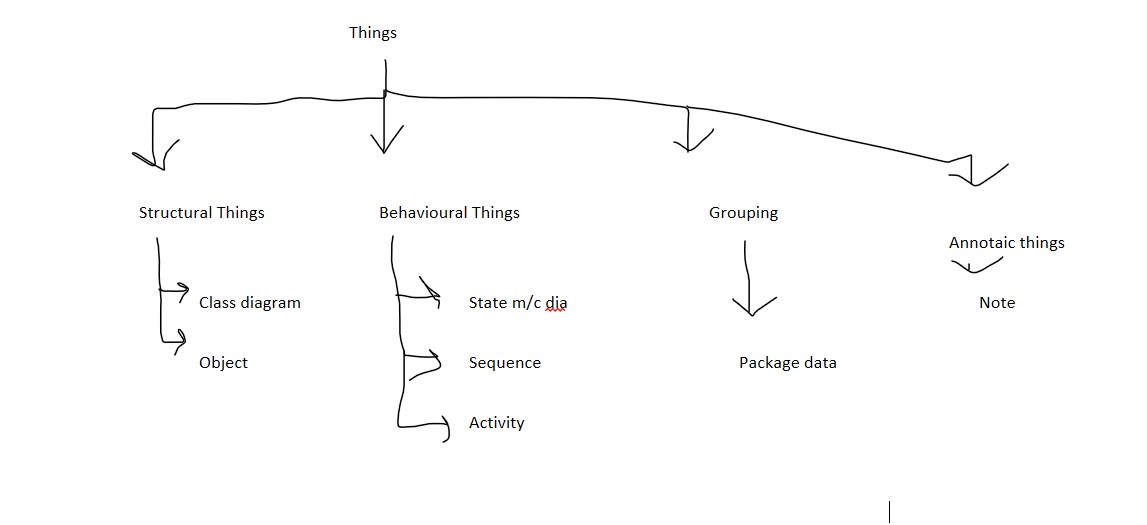 Things
Structural Things
Behavioural Things
Grouping
Annotaic things
Class diagram
State m/c dia
Note
Object
Sequence
Package data
Activity